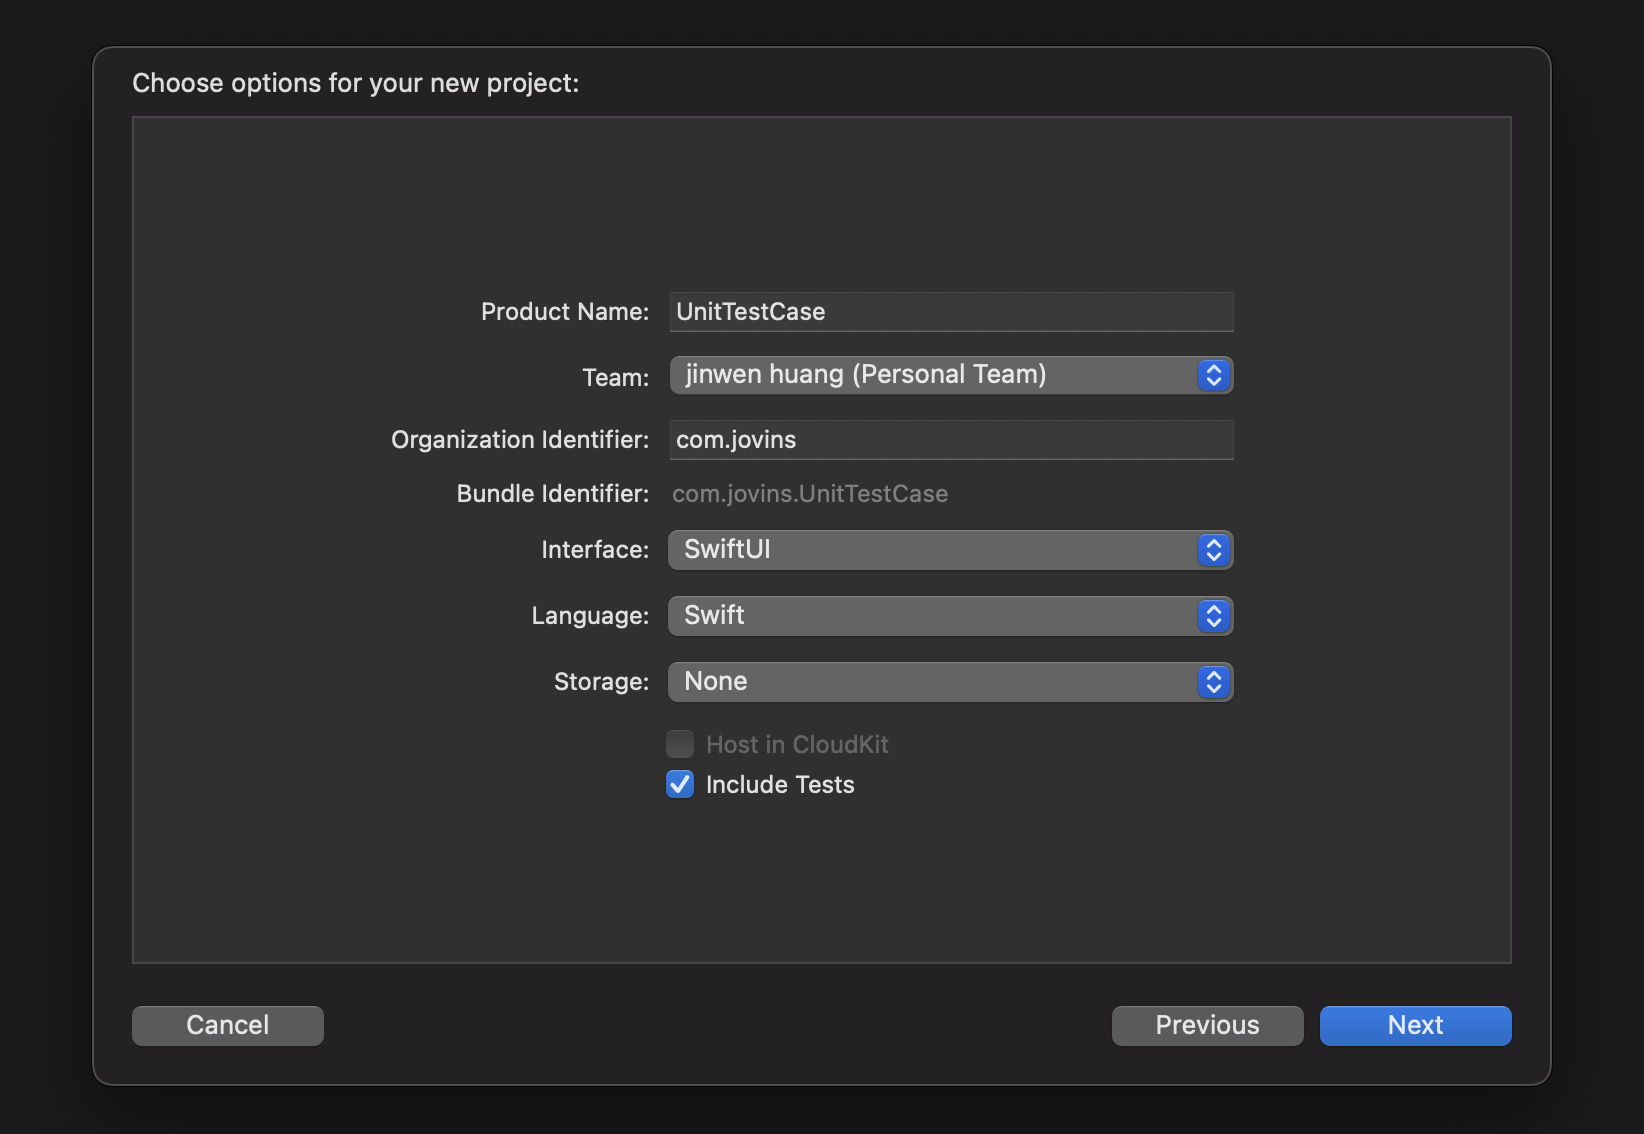 Choose options for your new project:
Product Name: UnitTestCase
Team: jinwen huang (Personal Team)
Organization Identifier: com.jovins
Bundle Identifier: com.jovins.UnitTestCase
Interface: SwiftUI
Language: Swift
Storage: None
Host in CloudKit
Include Tests
Cancel Previous Next